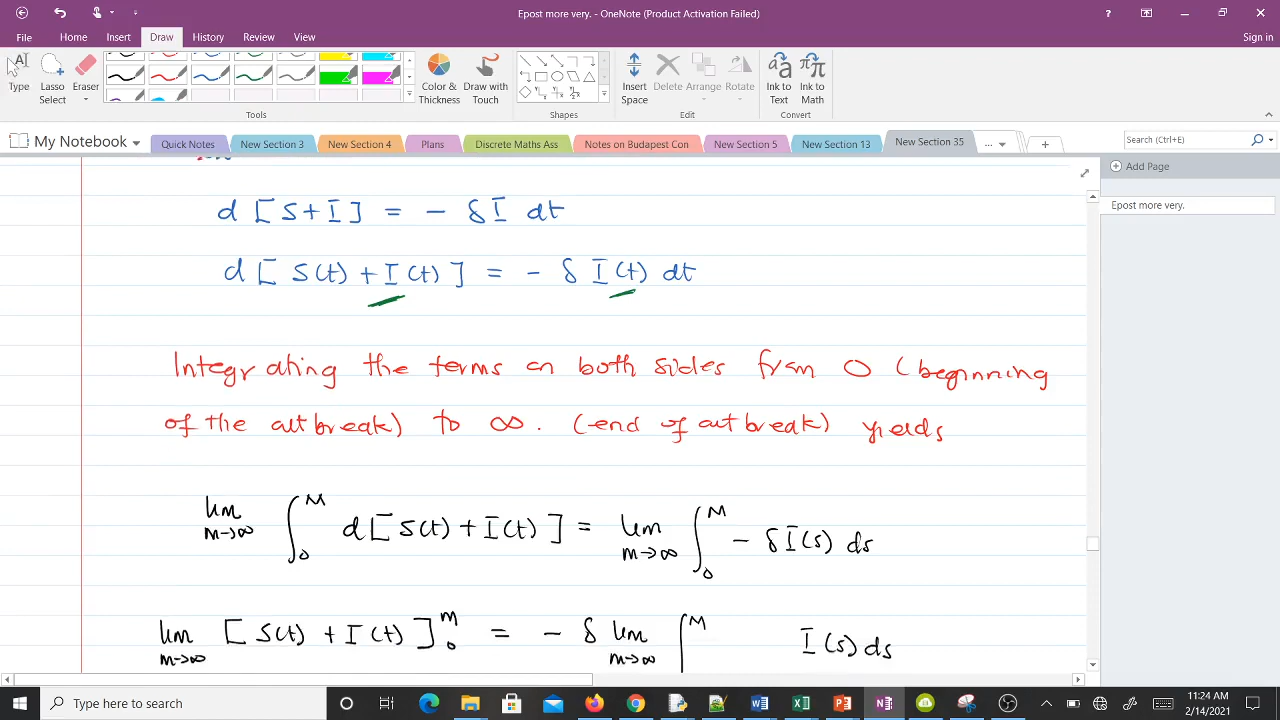 Epost more very. - OneNote (Product Activation Failed)
File Home Insert Draw History Review View Sign in
Type Lasso Select Eraser Color & Thickness Draw with Touch Insert Space Delete Arrange Rotate Ink to Text Ink to Math
Tools Shapes Edit Convert
My Notebook Quick Notes New Section 3 New Section 4 Plans Discrete Maths Ass Notes on Budapest Con New Section 5 New Section 13 New Section 35 ... + Search (Ctrl+E)
Add Page
Epost more very.
d [S+I] = - δI dt
d [ S(t) + I(t) ] = - δ I(t) dt
Integrating the terms on both sides from 0 (beginning
of the outbreak) to ∞. (end of outbreak) yields
lim m→∞ ∫₀ᴹ d[S(t) + I(t)] = lim m→∞ ∫₀ᴹ - δI(s) ds
lim m→∞ [S(t) + I(t)]₀ᵐ = - δ lim m→∞ ∫ᴹ I(s) ds
Type here to search
11:24 AM
2/14/2021